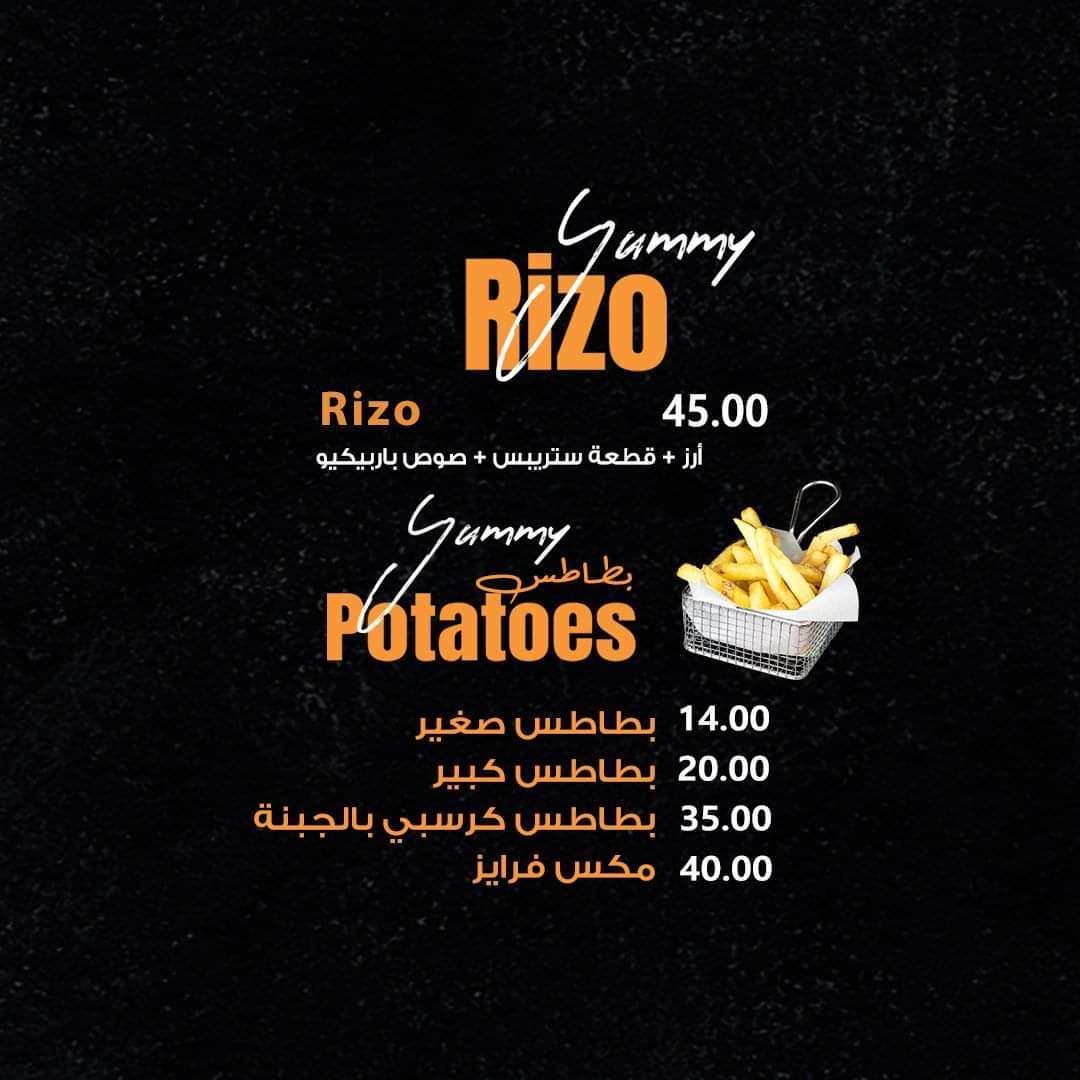 Yummy
Rizo
Rizo 45.00
أرز + قطعة ستريبس + صوص باربيكيو
Yummy
بطاطس
Potatoes
بطاطس صغير 14.00
بطاطس كبير 20.00
بطاطس كرسبي بالجبنة 35.00
مكس فرايز 40.00